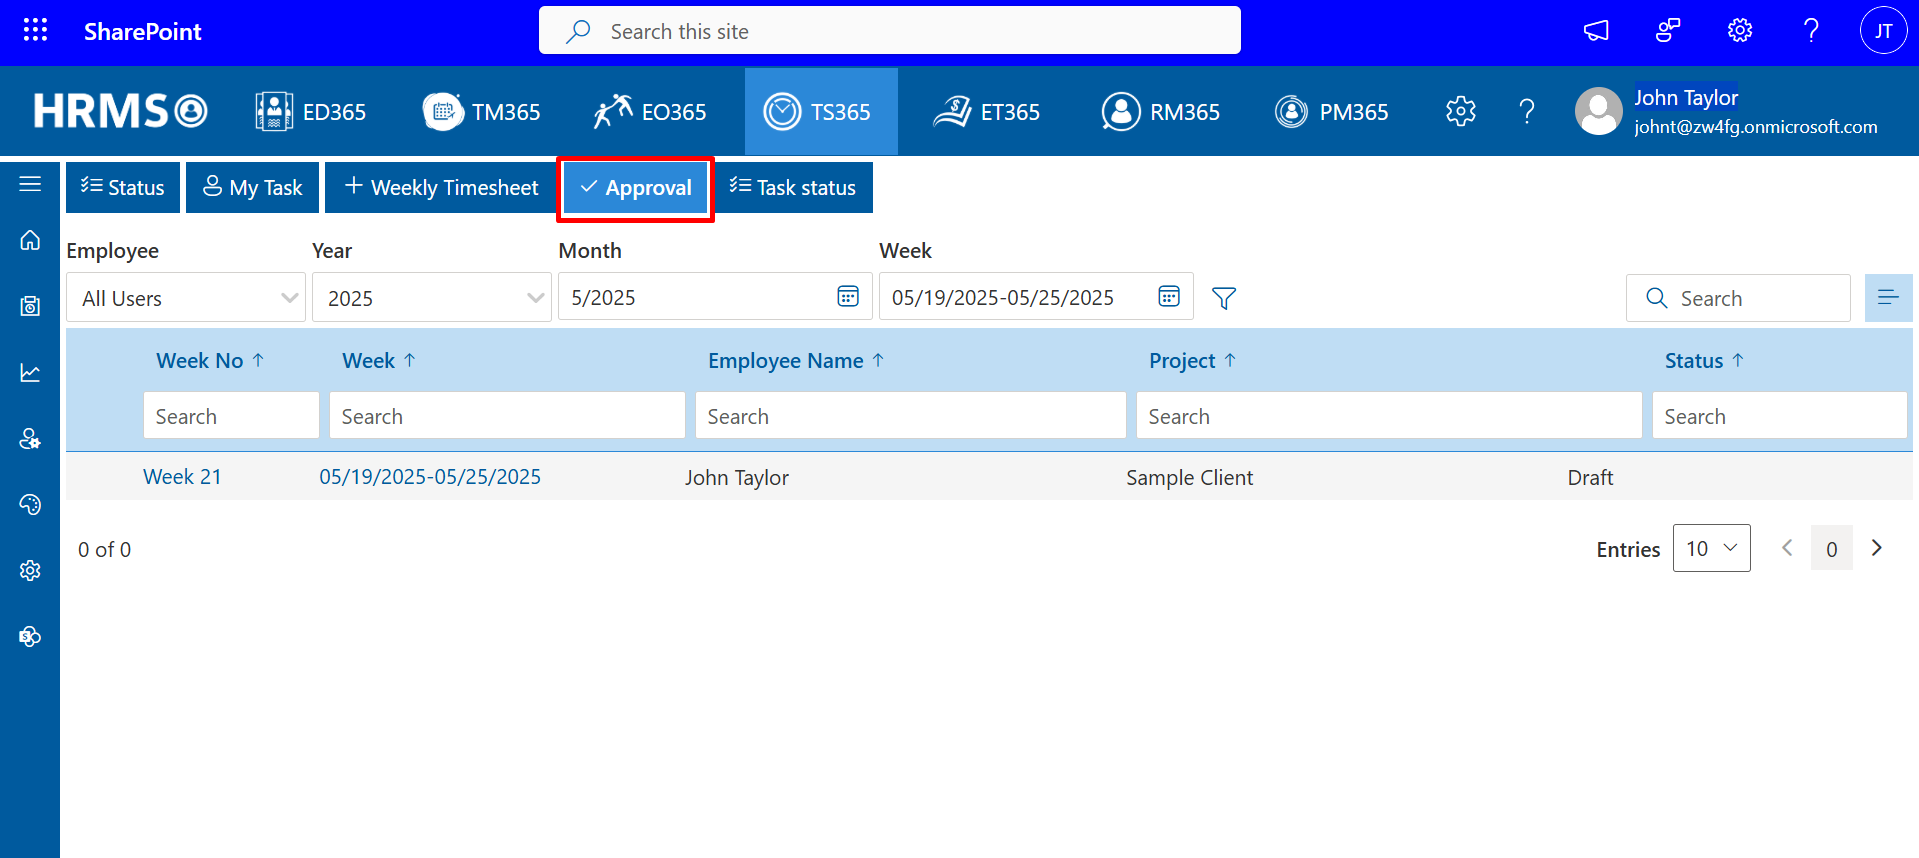 SharePoint
Search this site
JT
HRMS
ED365
TM365
EO365
TS365
ET365
RM365
PM365
John Taylor
johnt@zw4fg.onmicrosoft.com
Status
My Task
Weekly Timesheet
Approval
Task status
Employee
Year
Month
Week
All Users
2025
5/2025
05/19/2025-05/25/2025
Search
Week No
Week
Employee Name
Project
Status
Search
Search
Search
Search
Search
Week 21
05/19/2025-05/25/2025
John Taylor
Sample Client
Draft
0 of 0
Entries
10
0